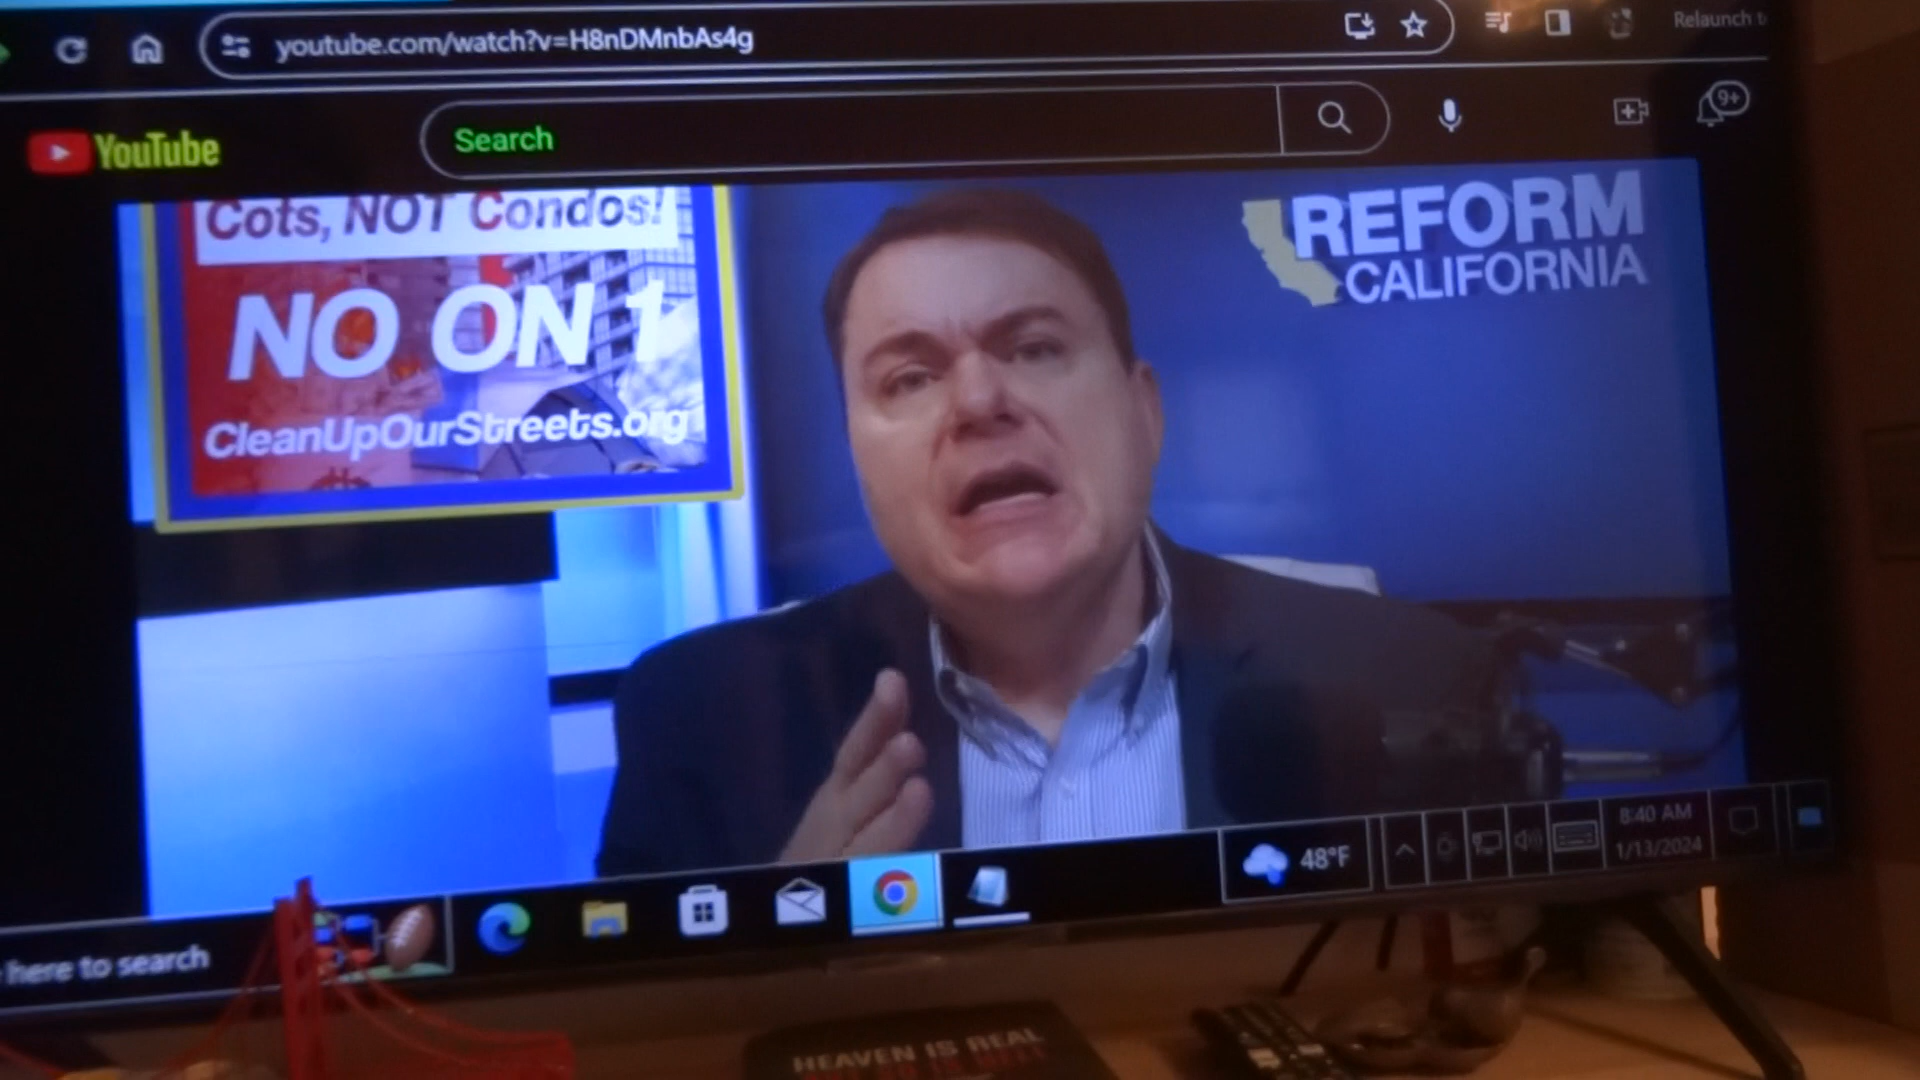 youtube.com/watch?v=H8nDMnbAs4g
Relaunch t
YouTube
Search
9+
Cots, NOT Condos!
NO ON 1
CleanUpOurStreets.org
REFORM
CALIFORNIA
48°F
8:40 AM
1/13/2024
here to search
HEAVEN IS REAL